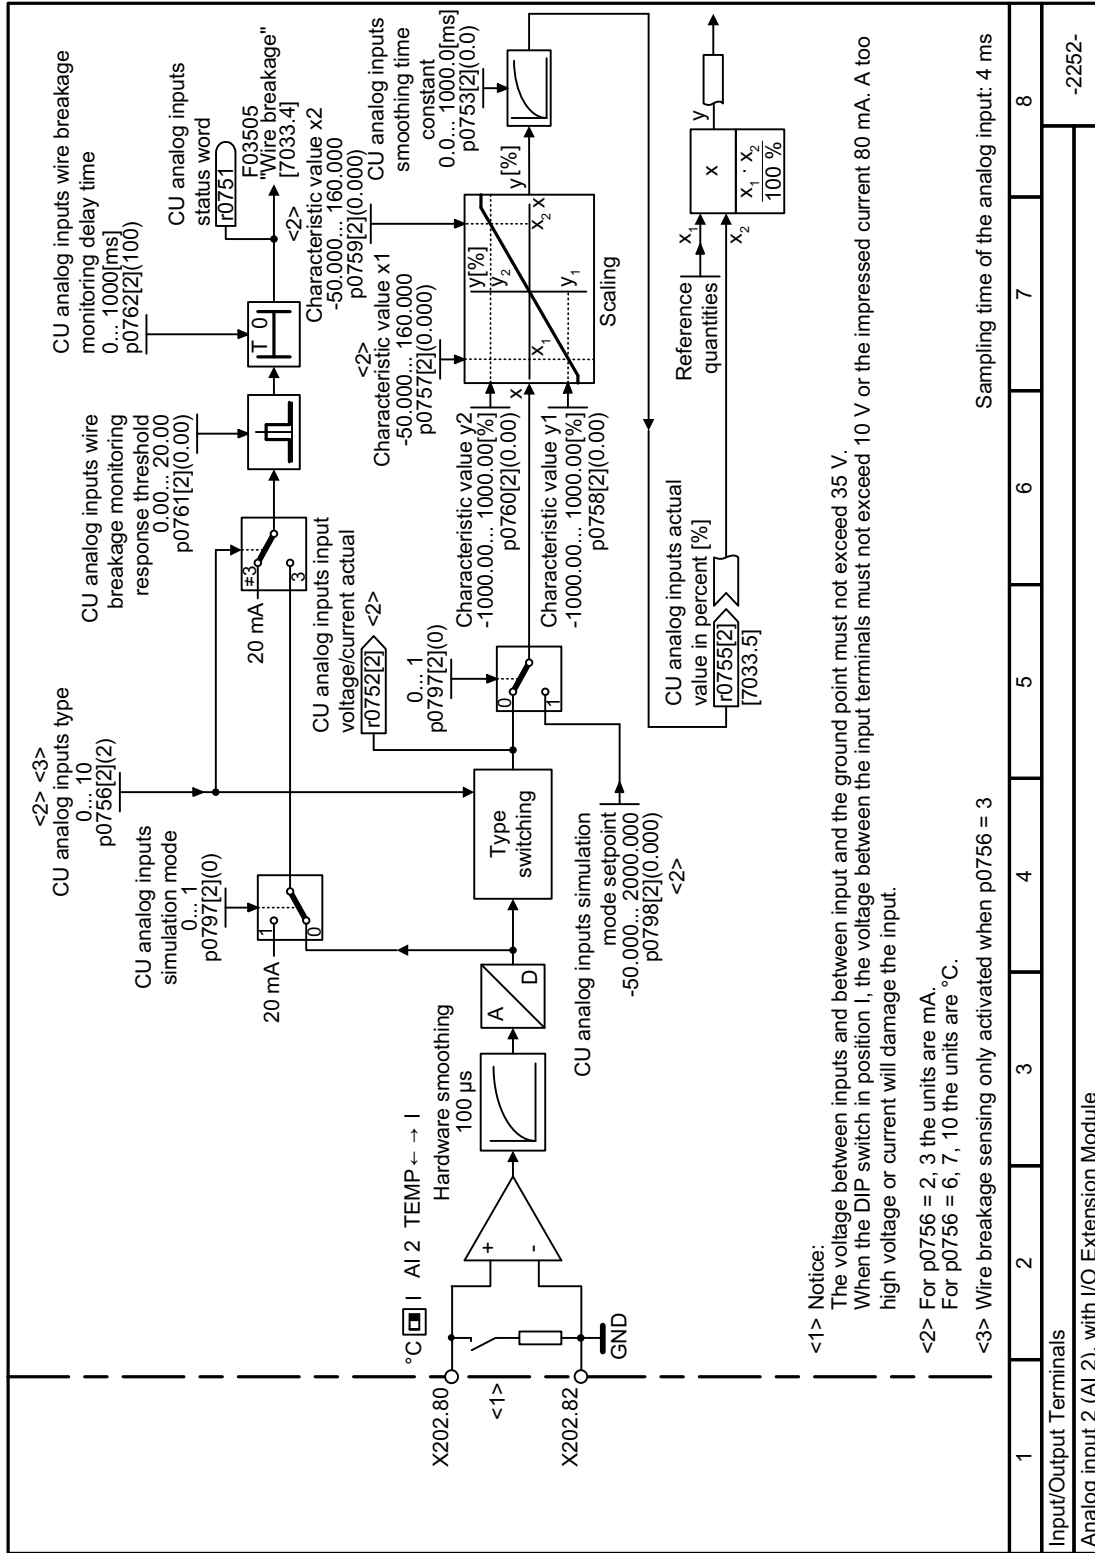 <2> <3>
CU analog inputs type
0... 10
p0756[2](2)
CU analog inputs
simulation mode
0... 1
p0797[2](0)
20 mA
1
0
CU analog inputs wire
breakage monitoring
response threshold
0.00... 20.00
p0761[2](0.00)
20 mA
≠3
3
CU analog inputs wire breakage
monitoring delay time
0... 1000[ms]
p0762[2](100)
T 0
CU analog inputs
status word
r0751
F03505
"Wire breakage"
[7033.4]
X202.80
<1>
X202.82
°C I AI 2 TEMP ← → I
GND
+
-
Hardware smoothing
100 µs
A
D
Type
switching
CU analog inputs input
voltage/current actual
r0752[2] <2>
0... 1
p0797[2](0)
0
1
CU analog inputs simulation
mode setpoint
-50.000... 2000.000
p0798[2](0.000)
<2>
<2>
Characteristic value x1
-50.000... 160.000
p0757[2](0.000)
<2>
Characteristic value x2
-50.000... 160.000
p0759[2](0.000)
Characteristic value y2
-1000.00... 1000.00[%]
p0760[2](0.00)
Characteristic value y1
-1000.00... 1000.00[%]
p0758[2](0.00)
x
y[%]
y2
x1
x2
x
y1
Scaling
y[%]
CU analog inputs
smoothing time
constant
0.0... 1000.0[ms]
p0753[2](0.0)
CU analog inputs actual
value in percent [%]
r0755[2]
[7033.5]
Reference
quantities
x1
x2
x
x1 · x2
100 %
y
<1> Notice:
The voltage between inputs and between input and the ground point must not exceed 35 V.
When the DIP switch in position I, the voltage between the input terminals must not exceed 10 V or the impressed current 80 mA. A too
high voltage or current will damage the input.
<2> For p0756 = 2, 3 the units are mA.
For p0756 = 6, 7, 10 the units are °C.
<3> Wire breakage sensing only activated when p0756 = 3
Sampling time of the analog input: 4 ms
1 2 3 4 5 6 7 8
Input/Output Terminals
-2252-
Analog input 2 (AI 2), with I/O Extension Module